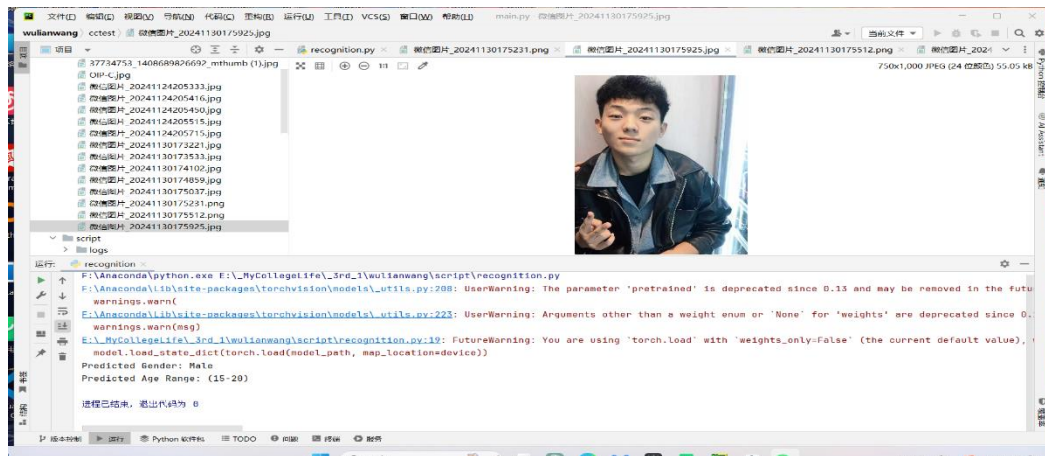 文件(F) 编辑(E) 视图(V) 导航(N) 代码(C) 重构(R) 运行(U) 工具(T) VCS(S) 窗口(W) 帮助(H) main.py - 微信图片_20241130175925.jpg
wulianwang cctest 微信图片_20241130175925.jpg 当前文件
项目 recognition.py 微信图片_20241130175231.png 微信图片_20241130175925.jpg 微信图片_20241130175512.png
37734753_1408689826692_mthumb (1).jpg
750x1,000 JPEG (24 位颜色) 55.05 kB
OIP-C.jpg
微信图片_20241124205333.jpg
微信图片_20241124205416.jpg
微信图片_20241124205450.jpg
微信图片_20241124205515.jpg
微信图片_20241124205715.jpg
微信图片_20241130173221.jpg
微信图片_20241130173533.jpg
微信图片_20241130174102.jpg
微信图片_20241130174859.jpg
微信图片_20241130175037.jpg
微信图片_20241130175231.png
微信图片_20241130175512.png
微信图片_20241130175925.jpg
script
logs
AI Assistant
运行: recognition
F:\Anaconda\python.exe E:\_MyCollegeLife\_3rd_1\wulianwang\script\recognition.py
F:\Anaconda\Lib\site-packages\torchvision\models\_utils.py:208: UserWarning: The parameter 'pretrained' is deprecated since 0.13 and may be removed in the futu
warnings.warn(
F:\Anaconda\Lib\site-packages\torchvision\models\_utils.py:223: UserWarning: Arguments other than a weight enum or `None` for 'weights' are deprecated since 0.
warnings.warn(msg)
E:\_MyCollegeLife\_3rd_1\wulianwang\script\recognition.py:19: FutureWarning: You are using `torch.load` with `weights_only=False` (the current default value),
model.load_state_dict(torch.load(model_path, map_location=device))
Predicted Gender: Male
Predicted Age Range: (15-20)
进程已结束，退出代码为 0
版本控制 运行 Python 软件包 TODO 问题 终端 服务